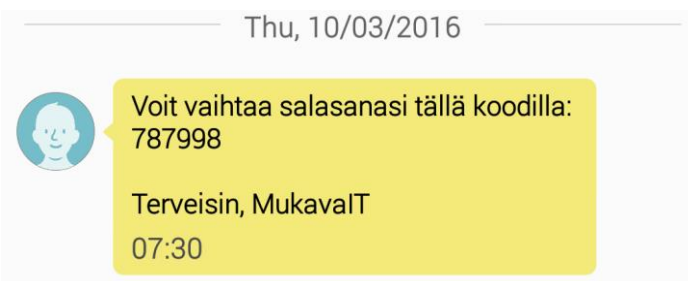 Thu, 10/03/2016
Voit vaihtaa salasanasi tällä koodilla:
787998
Terveisin, MukavaIT
07:30